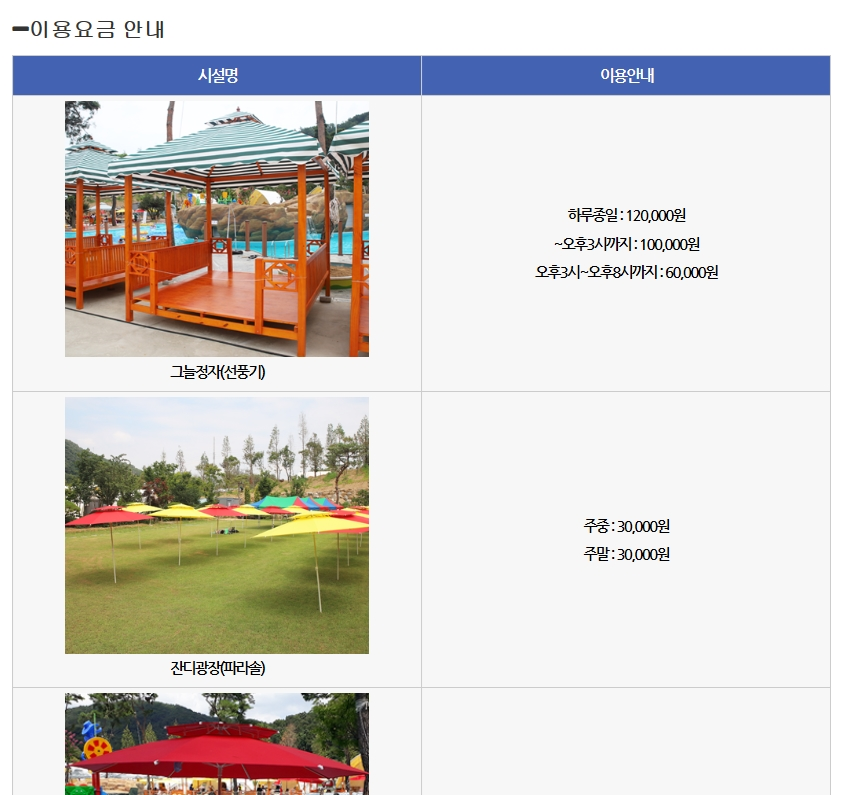 이용요금 안내
시설명 이용안내
하루종일 : 120,000원
~오후3시까지 : 100,000원
오후3시~오후8시까지 : 60,000원
그늘정자(선풍기)
주중 : 30,000원
주말 : 30,000원
잔디광장(파라솔)